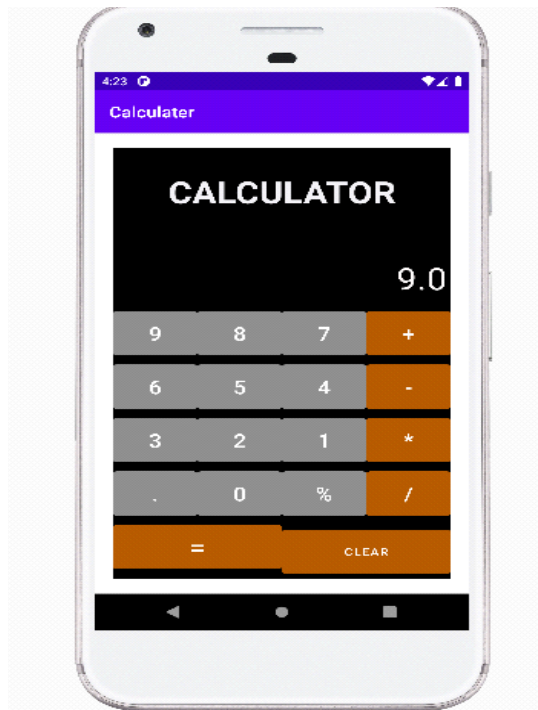 4:23
Calculater
CALCULATOR
9.0
9 8 7 +
6 5 4 -
3 2 1 *
. 0 % /
= CLEAR